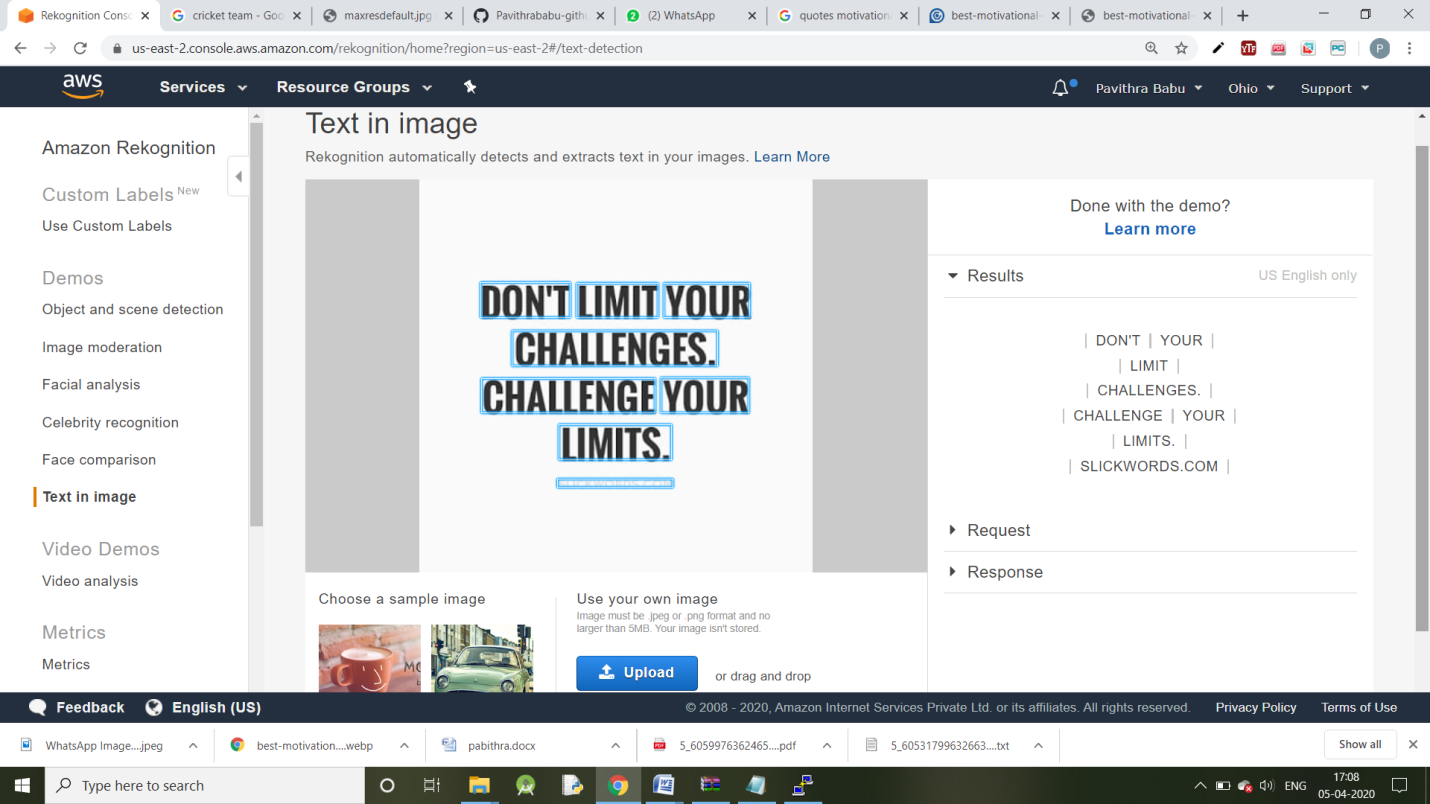 Rekognition Consc
cricket team - Goo
maxresdefault.jpg
Pavithrababu-gith
(2) WhatsApp
quotes motivation
best-motivational-
best-motivational-
us-east-2.console.aws.amazon.com/rekognition/home?region=us-east-2#/text-detection
YTF
PDF
PC
P
aws
Services
Resource Groups
Pavithra Babu
Ohio
Support
Amazon Rekognition
Custom Labels New
Use Custom Labels
Demos
Object and scene detection
Image moderation
Facial analysis
Celebrity recognition
Face comparison
Text in image
Video Demos
Video analysis
Metrics
Metrics
Text in image
Rekognition automatically detects and extracts text in your images. Learn More
DON'T LIMIT YOUR
CHALLENGES.
CHALLENGE YOUR
LIMITS.
SLICKWORDS.COM
Done with the demo?
Learn more
Results
US English only
| DON'T | YOUR |
| LIMIT |
| CHALLENGES. |
| CHALLENGE | YOUR |
| LIMITS. |
| SLICKWORDS.COM |
Request
Response
Choose a sample image
Use your own image
Image must be .jpeg or .png format and no
larger than 5MB. Your image isn't stored.
Upload
or drag and drop
Feedback
English (US)
© 2008 - 2020, Amazon Internet Services Private Ltd. or its affiliates. All rights reserved.
Privacy Policy
Terms of Use
WhatsApp Image....jpeg
best-motivation....webp
pabithra.docx
5_6059976362465....pdf
5_60531799632663....txt
Show all
Type here to search
ENG
17:08
05-04-2020